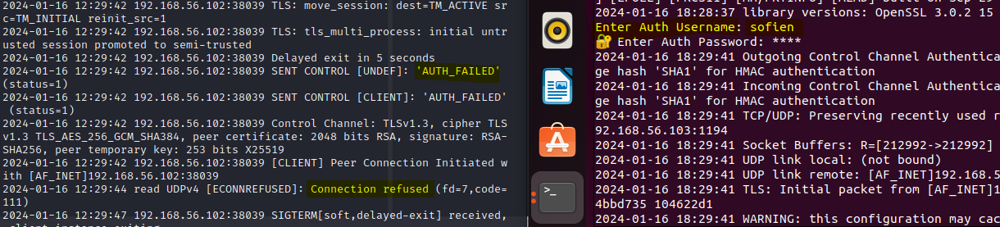 2024-01-16 12:29:42 192.168.56.102:38039 TLS: move_session: dest=TM_ACTIVE sr
c=TM_INITIAL reinit_src=1
2024-01-16 12:29:42 192.168.56.102:38039 TLS: tls_multi_process: initial untr
usted session promoted to semi-trusted
2024-01-16 12:29:42 192.168.56.102:38039 Delayed exit in 5 seconds
2024-01-16 12:29:42 192.168.56.102:38039 SENT CONTROL [UNDEF]: 'AUTH_FAILED'
(status=1)
2024-01-16 12:29:42 192.168.56.102:38039 SENT CONTROL [CLIENT]: 'AUTH_FAILED'
(status=1)
2024-01-16 12:29:42 192.168.56.102:38039 Control Channel: TLSv1.3, cipher TLS
v1.3 TLS_AES_256_GCM_SHA384, peer certificate: 2048 bits RSA, signature: RSA-
SHA256, peer temporary key: 253 bits X25519
2024-01-16 12:29:42 192.168.56.102:38039 [CLIENT] Peer Connection Initiated w
ith [AF_INET]192.168.56.102:38039
2024-01-16 12:29:44 read UDPv4 [ECONNREFUSED]: Connection refused (fd=7,code=
111)
2024-01-16 12:29:47 192.168.56.102:38039 SIGTERM[soft,delayed-exit] received,
2024-01-16 18:28:37 library versions: OpenSSL 3.0.2 15
Enter Auth Username: sofien
🔐 Enter Auth Password: ****
2024-01-16 18:29:41 Outgoing Control Channel Authentica
ge hash 'SHA1' for HMAC authentication
2024-01-16 18:29:41 Incoming Control Channel Authentica
ge hash 'SHA1' for HMAC authentication
2024-01-16 18:29:41 TCP/UDP: Preserving recently used r
92.168.56.103:1194
2024-01-16 18:29:41 Socket Buffers: R=[212992->212992]
2024-01-16 18:29:41 UDP link local: (not bound)
2024-01-16 18:29:41 UDP link remote: [AF_INET]192.168.5
2024-01-16 18:29:41 TLS: Initial packet from [AF_INET]1
4bbd735 104622d1
2024-01-16 18:29:41 WARNING: this configuration may cac